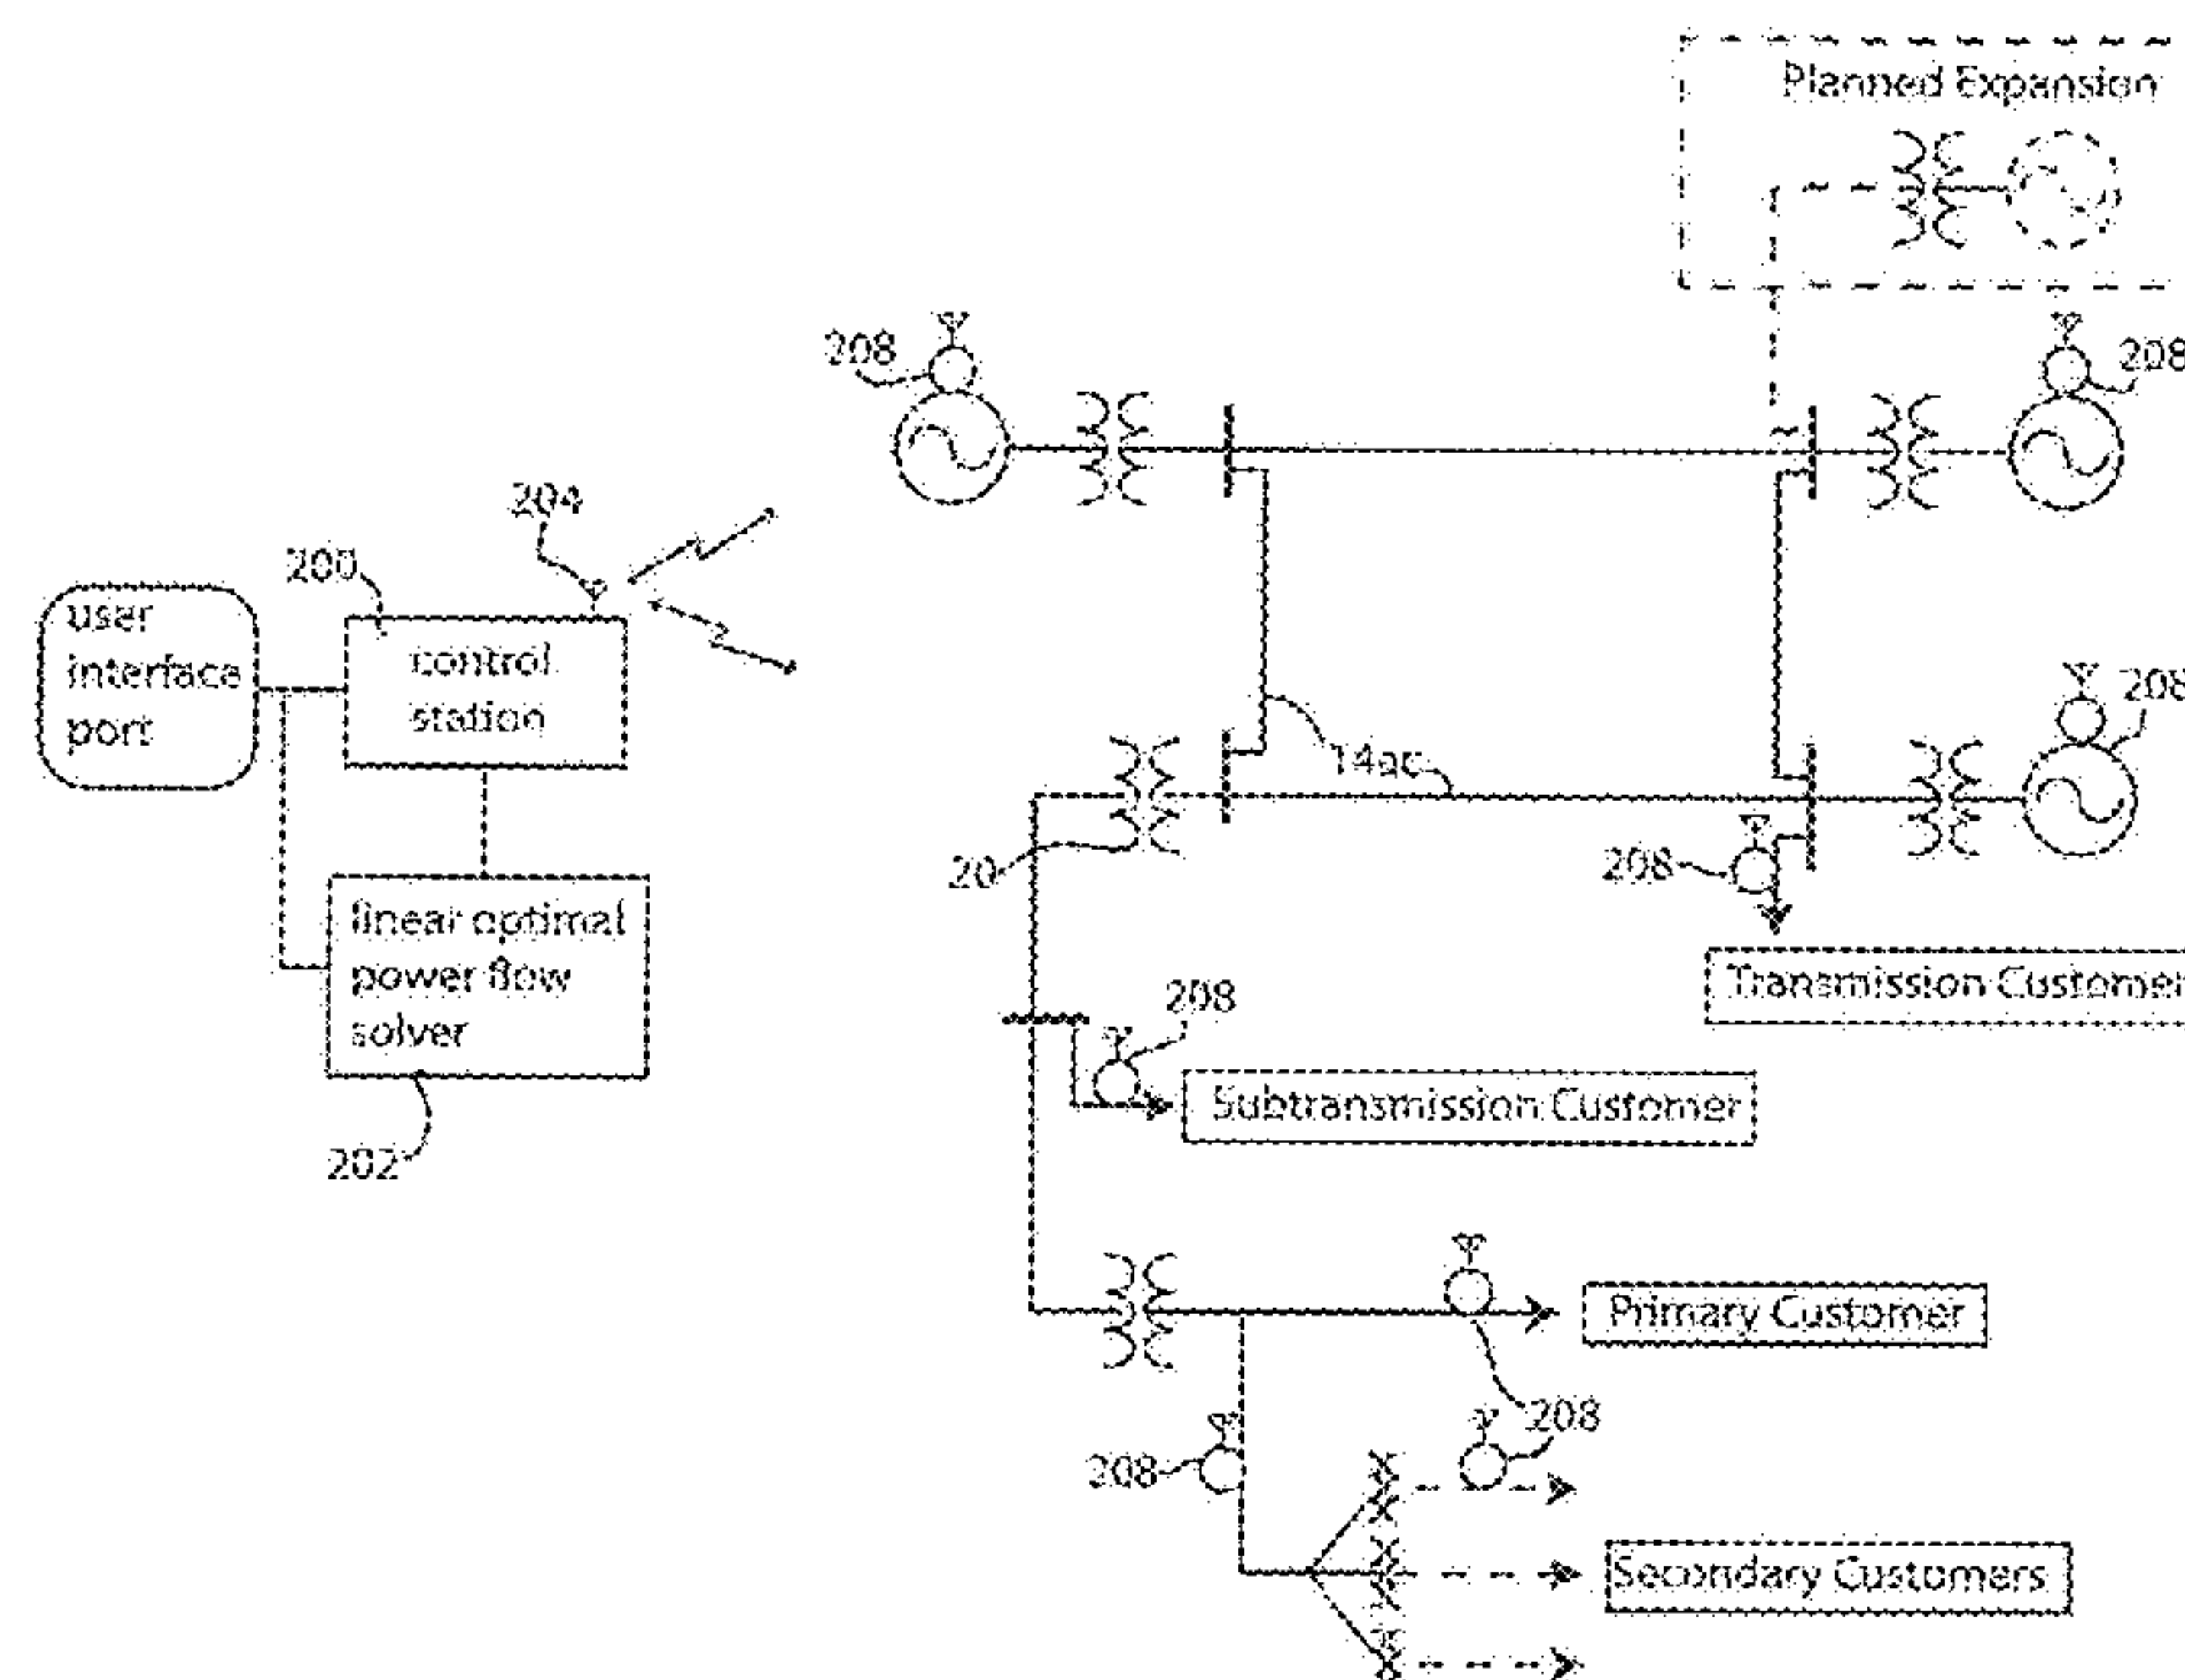 Planned Expansion
208
208
204
200
user
interface
port
control
station
208
14ac
20
208
linear optimal
power flow
solver
Transmission Customer
208
Subtransmission Customer
202
Primary Customer
208
208
208
Secondary Customers